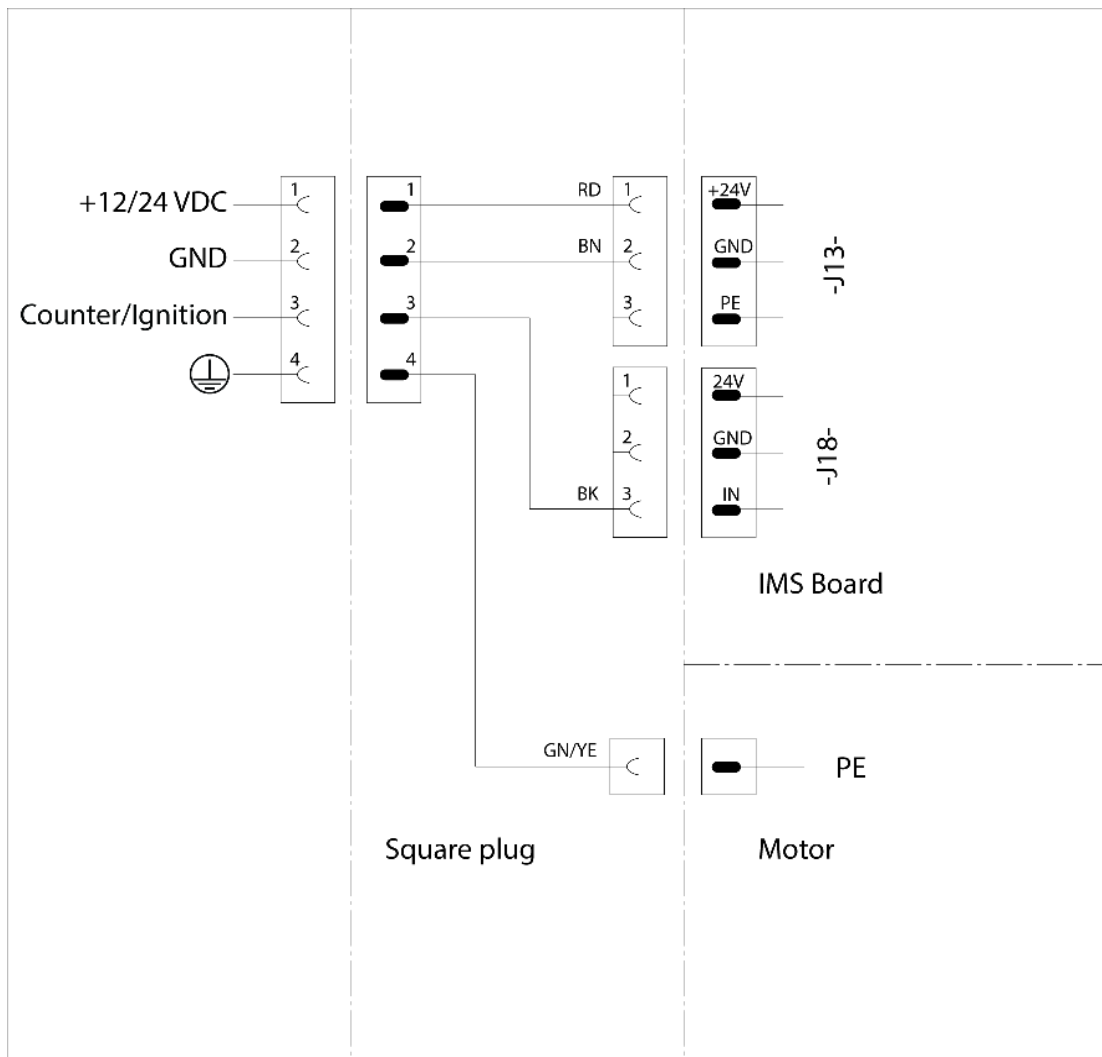 +12/24 VDC
GND
Counter/Ignition
1
2
3
4
1
2
3
4
RD
BN
BK
GN/YE
1
2
3
1
2
3
+24V
GND
PE
-J13-
24V
GND
IN
-J18-
IMS Board
PE
Square plug
Motor